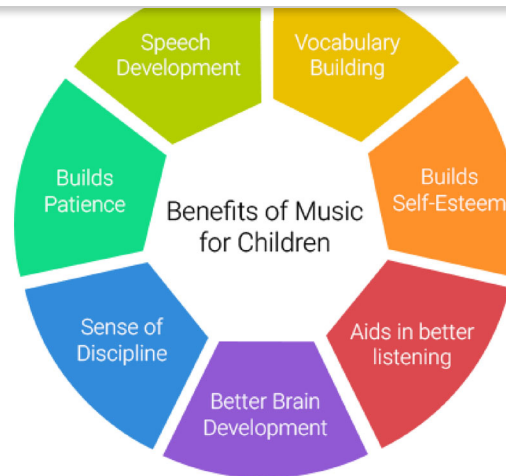 Speech
Development
Vocabulary
Building
Builds
Patience
Builds
Self-Esteem
Benefits of Music
for Children
Sense of
Discipline
Aids in better
listening
Better Brain
Development